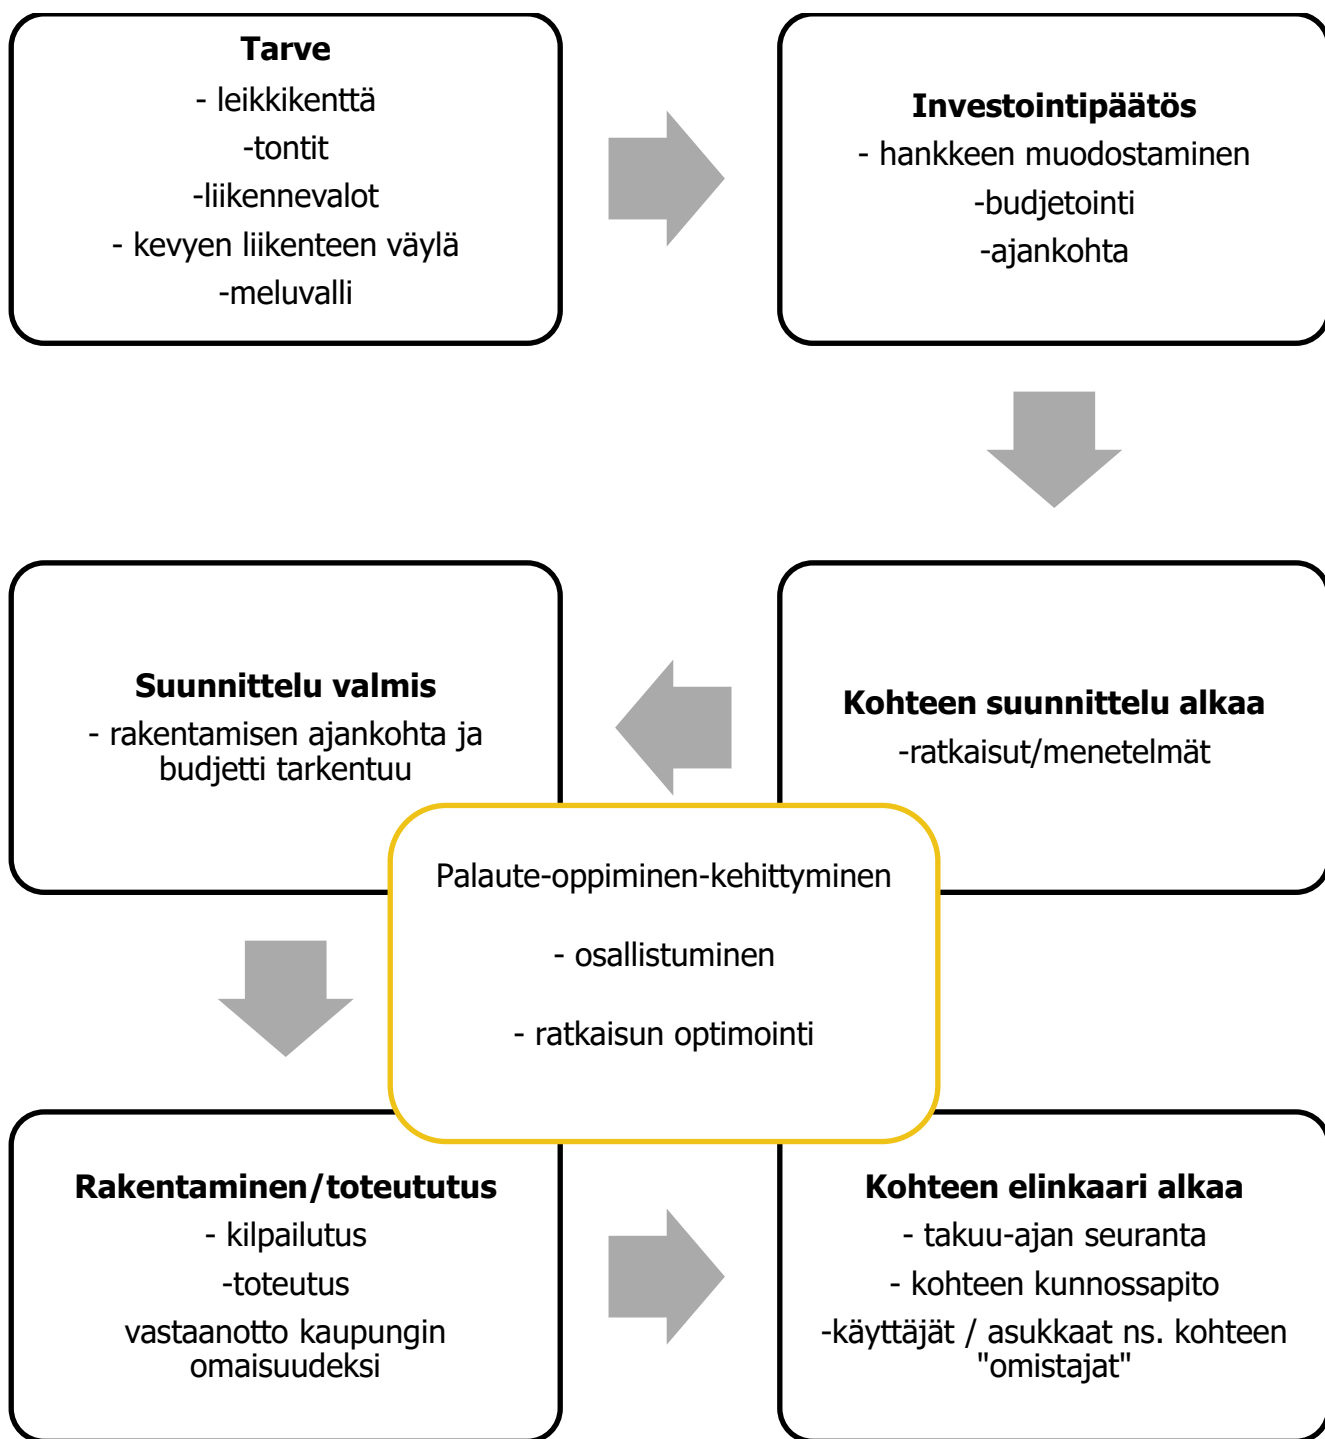 Tarve
- leikkikenttä
-tontit
-liikennevalot
- kevyen liikenteen väylä
-meluvalli
Investointipäätös
- hankkeen muodostaminen
-budjetointi
-ajankohta
Kohteen suunnittelu alkaa
-ratkaisut/menetelmät
Suunnittelu valmis
- rakentamisen ajankohta ja
budjetti tarkentuu
Palaute-oppiminen-kehittyminen
- osallistuminen
- ratkaisun optimointi
Rakentaminen/toteututus
- kilpailutus
-toteutus
vastaanotto kaupungin
omaisuudeksi
Kohteen elinkaari alkaa
- takuu-ajan seuranta
- kohteen kunnossapito
-käyttäjät / asukkaat ns. kohteen
"omistajat"